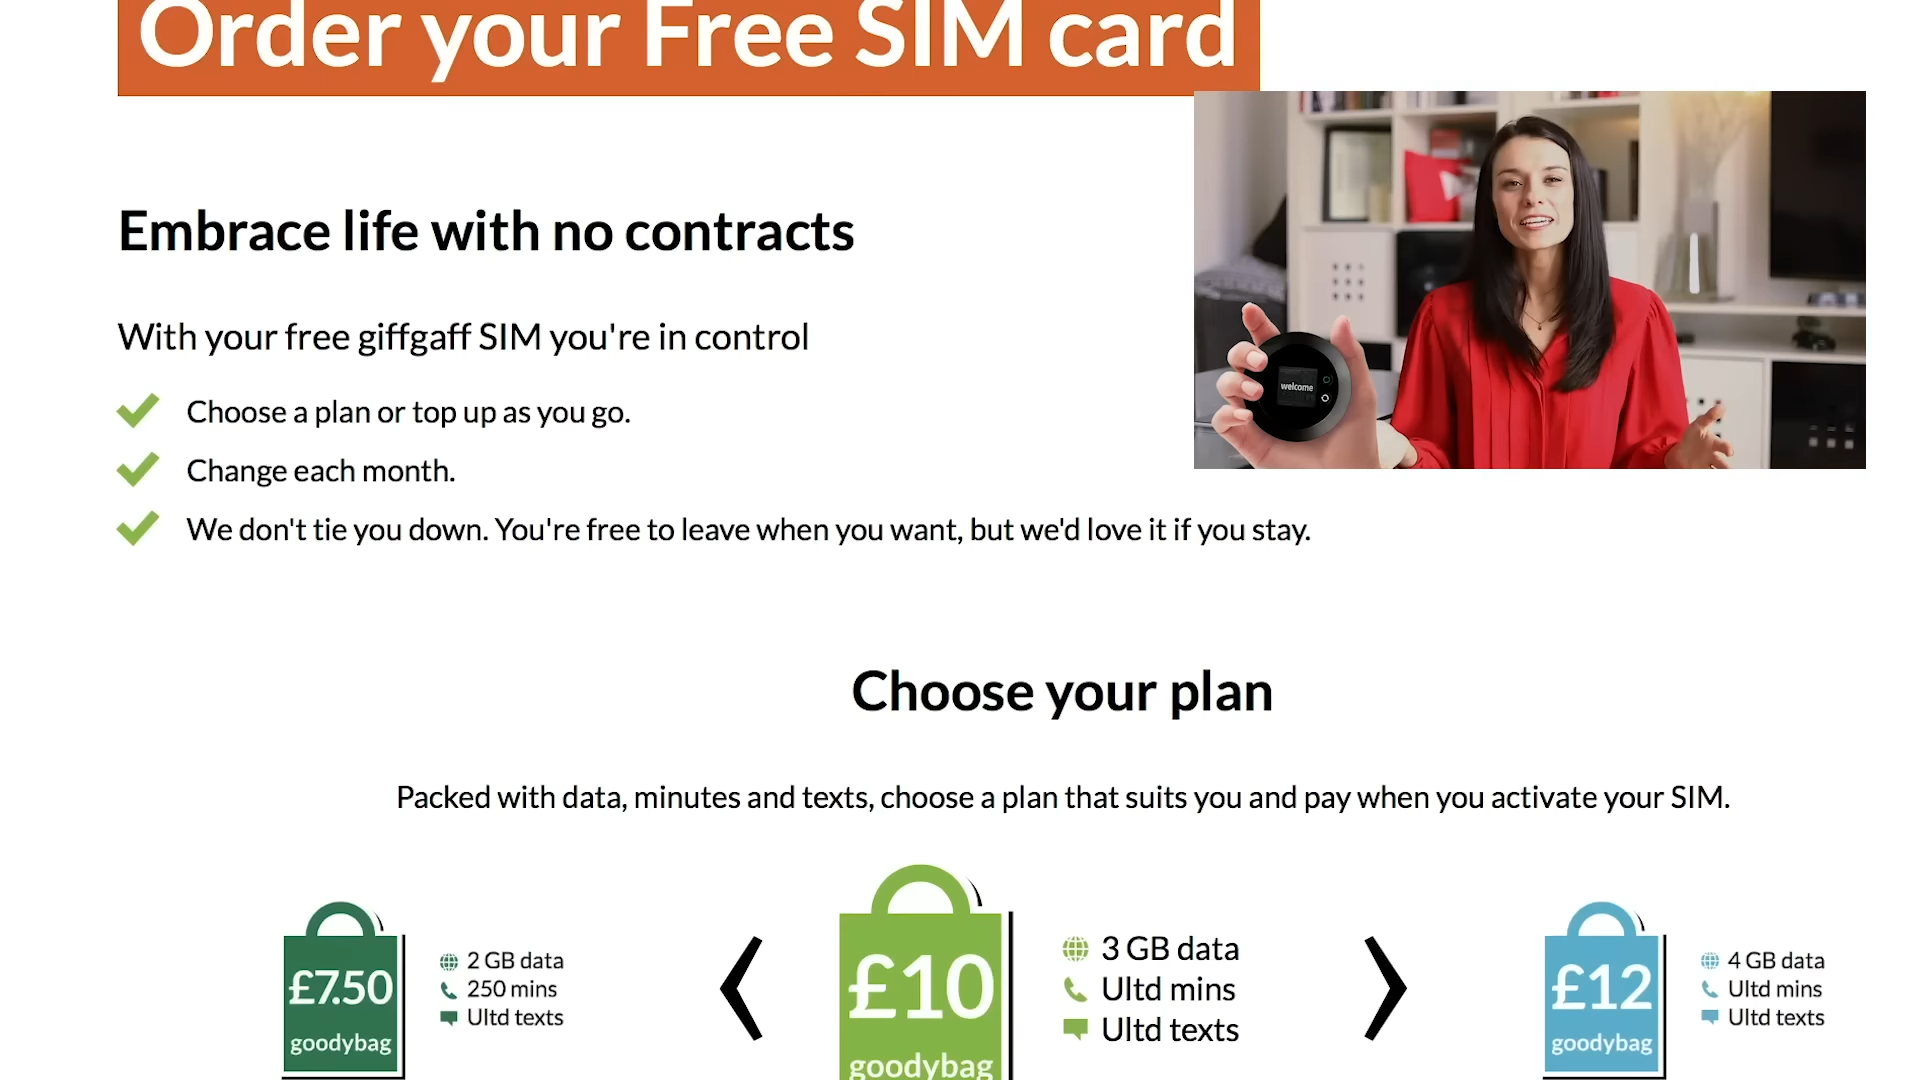 Order your Free SIM card
Embrace life with no contracts
With your free giffgaff SIM you're in control
Choose a plan or top up as you go.
Change each month.
We don't tie you down. You're free to leave when you want, but we'd love it if you stay.
welcome
Choose your plan
Packed with data, minutes and texts, choose a plan that suits you and pay when you activate your SIM.
£7.50
goodybag
2 GB data
250 mins
Ultd texts
£10
goodybag
3 GB data
Ultd mins
Ultd texts
£12
goodybag
4 GB data
Ultd mins
Ultd texts